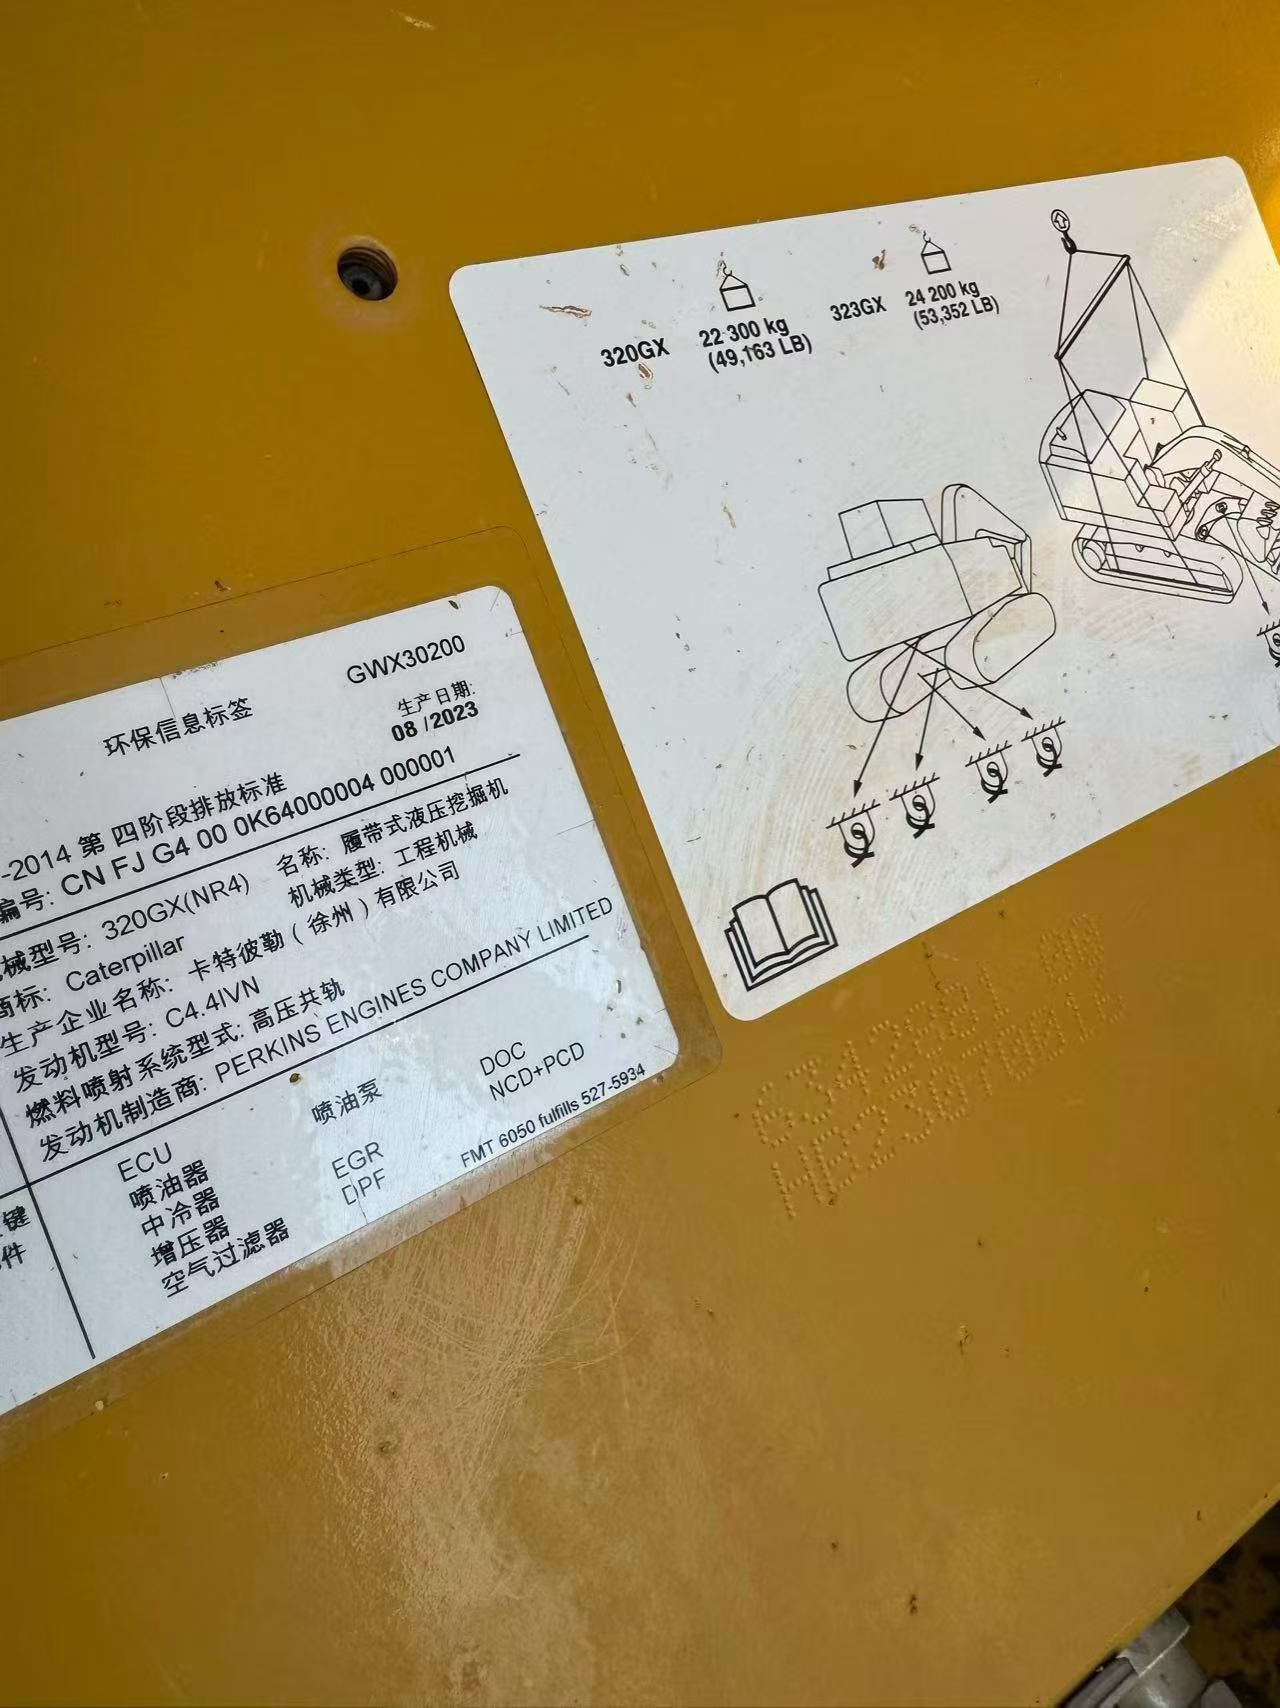 320GX
22 300 kg
(49,163 LB)
323GX
24 200 kg
(53,352 LB)
GWX30200
环保信息标签
生产日期:
08 /2023
-2014 第 四阶段排放标准
编号: CN FJ G4 00 0K64000004 000001
械型号: 320GX(NR4)
名称: 履带式液压挖掘机
商标: Caterpillar
机械类型: 工程机械
生产企业名称: 卡特彼勒 ( 徐州 ) 有限公司
发动机型号: C4.4IVN
燃料喷射系统型式: 高压共轨
发动机制造商: PERKINS ENGINES COMPANY LIMITED
键
件
ECU
喷油泵
DOC
喷油器
EGR
NCD+PCD
中冷器
DPF
增压器
空气过滤器
FMT 6050 fulfills 527-5934